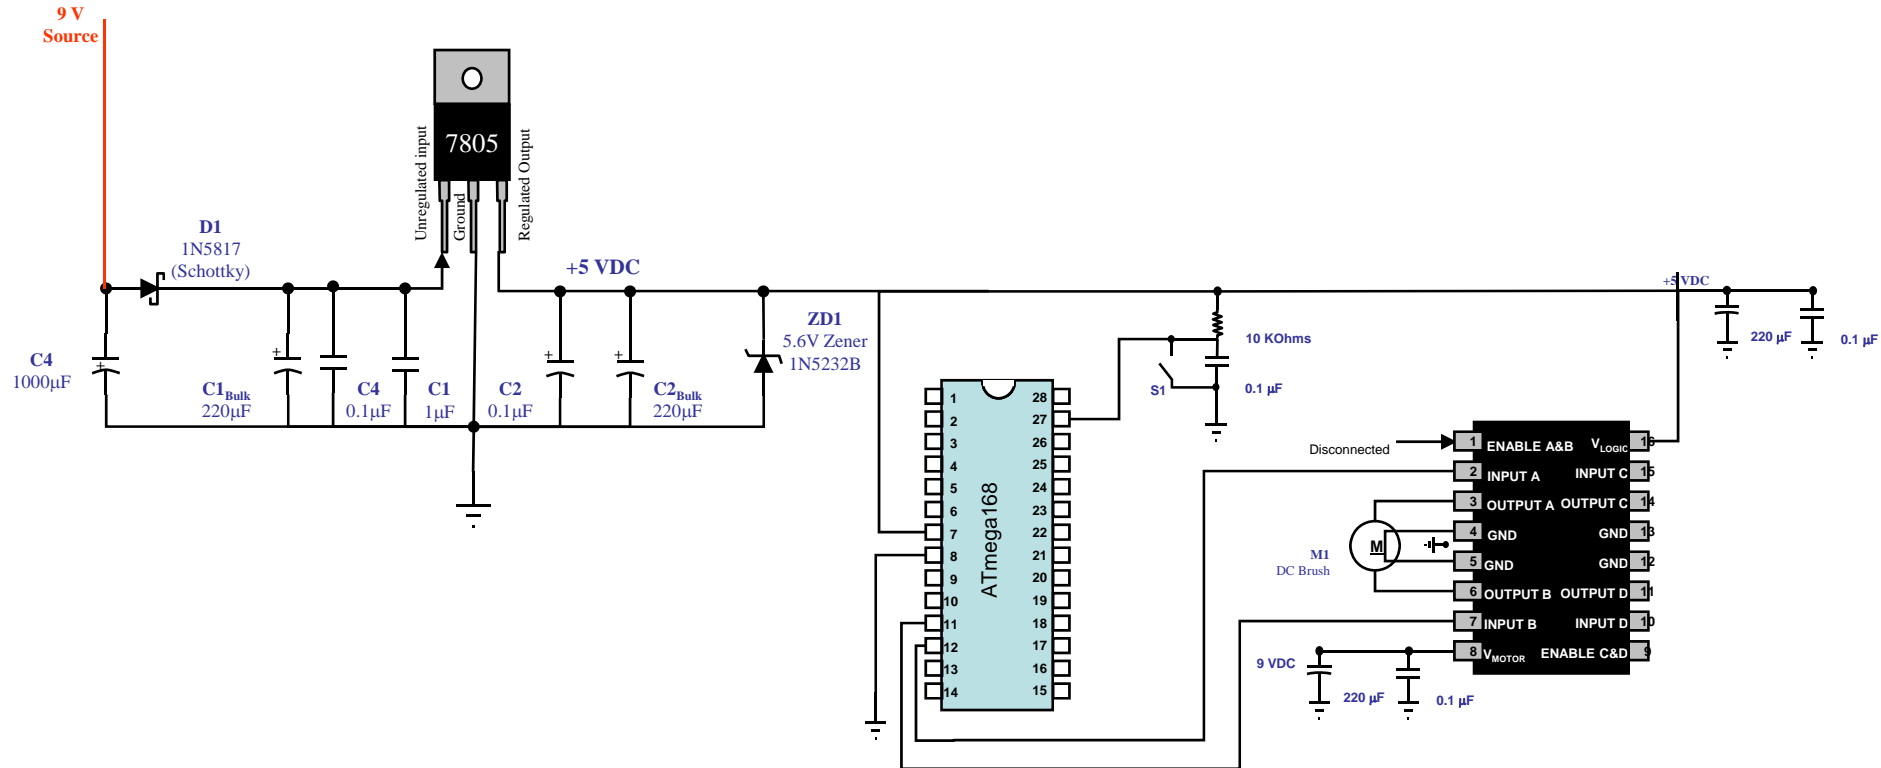 9 V
Source
7805
Unregulated input
Ground
Regulated Output
D1
1N5817
(Schottky)
+5 VDC
C4
1000µF
+
C1Bulk
220µF
+
C4
0.1µF
C1
1µF
C2
0.1µF
+
C2Bulk
220µF
+
ZD1
5.6V Zener
1N5232B
10 KOhms
0.1 µF
S1
+5 VDC
220 µF
0.1 µF
ATmega168
1
2
3
4
5
6
7
8
9
10
11
12
13
14
28
27
26
25
24
23
22
21
20
19
18
17
16
15
Disconnected
M1
DC Brush
M
9 VDC
220 µF
0.1 µF
1 ENABLE A&B VLOGIC 16
2 INPUT A INPUT C 15
3 OUTPUT A OUTPUT C 14
4 GND GND 13
5 GND GND 12
6 OUTPUT B OUTPUT D 11
7 INPUT B INPUT D 10
8 VMOTOR ENABLE C&D 9